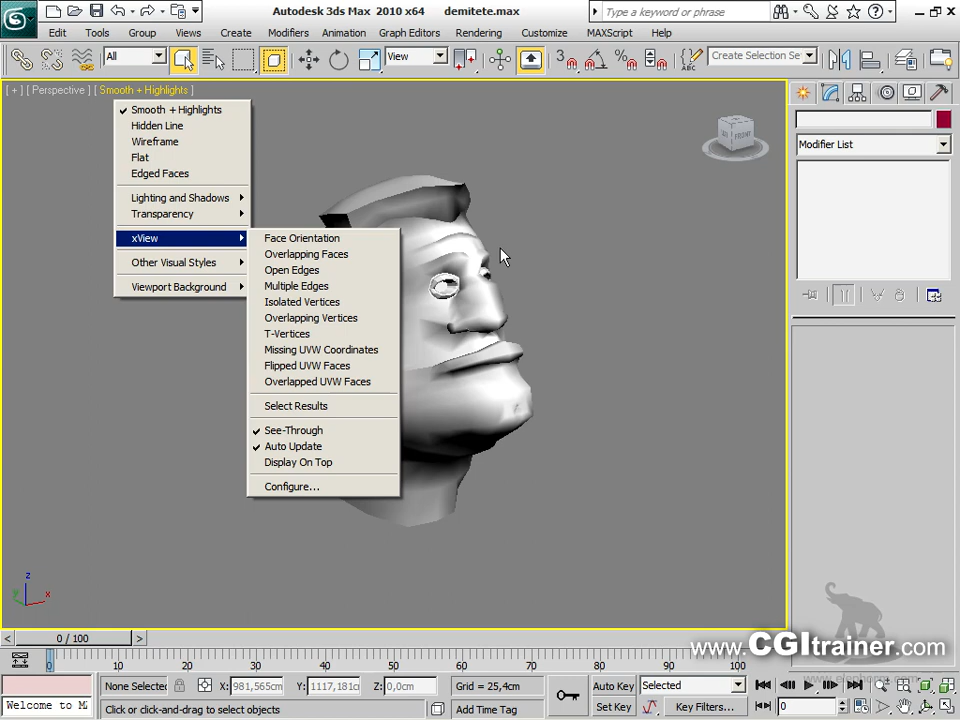 Autodesk 3ds Max 2010 x64 demitete.max
Type a keyword or phrase
Edit Tools Group Views Create Modifiers Animation Graph Editors Rendering Customize MAXScript Help
All View Create Selection Se
[ + ] [ Perspective ] [ Smooth + Highlights ]
Smooth + Highlights
Hidden Line
Wireframe
Flat
Edged Faces
Lighting and Shadows
Transparency
xView
Other Visual Styles
Viewport Background
Face Orientation
Overlapping Faces
Open Edges
Multiple Edges
Isolated Vertices
Overlapping Vertices
T-Vertices
Missing UVW Coordinates
Flipped UVW Faces
Overlapped UVW Faces
Select Results
See-Through
Auto Update
Display On Top
Configure...
FRONT
Modifier List
z
x
y
www.CGItrainer.com
< 0 / 100 >
0 10 20 30 40 50 60 70 80 90 100
None Selected X: 981,565cm Y: 1117,181c Z: 0,0cm Grid = 25,4cm Auto Key Selected
Welcome to M Click or click-and-drag to select objects Add Time Tag Set Key Key Filters... 0